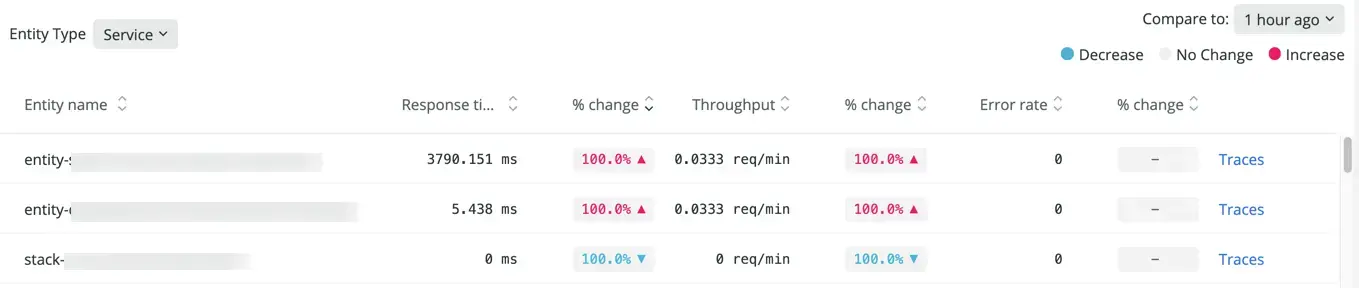 Compare to: 1 hour ago
Entity Type Service
Decrease No Change Increase
Entity name Response ti... % change Throughput % change Error rate % change
entity- 3790.151 ms 100.0% ▲ 0.0333 req/min 100.0% ▲ 0 – Traces
entity- 5.438 ms 100.0% ▲ 0.0333 req/min 100.0% ▲ 0 – Traces
stack- 0 ms 100.0% ▼ 0 req/min 100.0% ▼ 0 – Traces